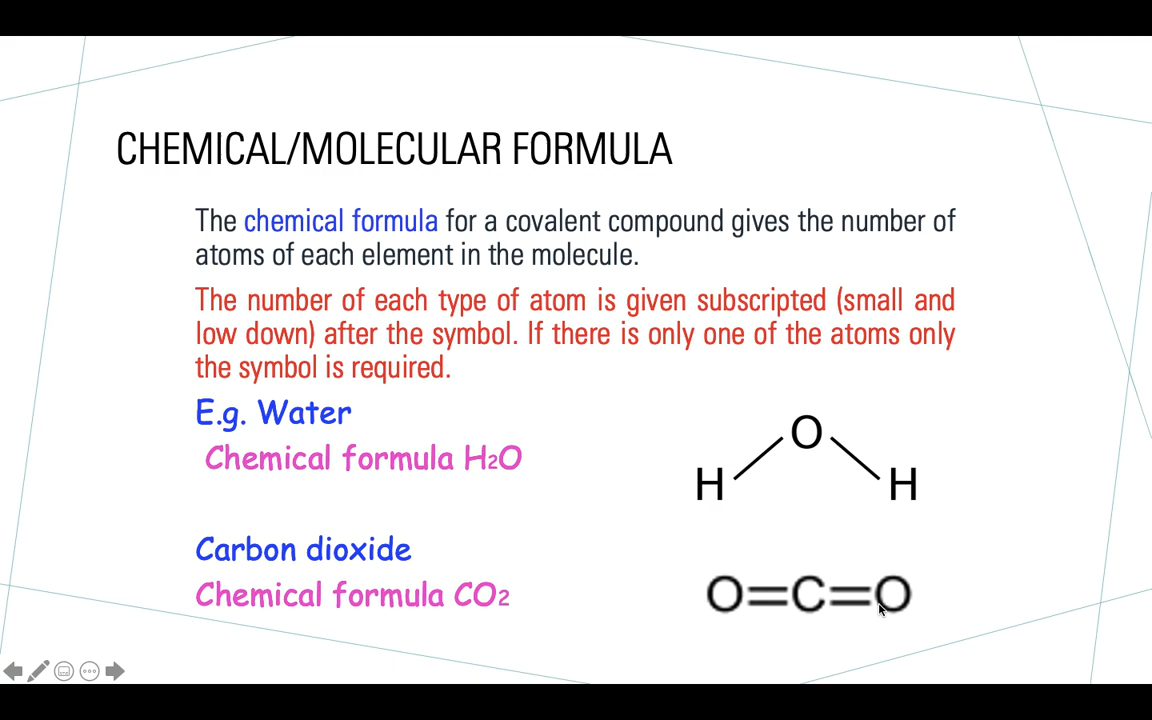 CHEMICAL/MOLECULAR FORMULA
The chemical formula for a covalent compound gives the number of
atoms of each element in the molecule.
The number of each type of atom is given subscripted (small and
low down) after the symbol. If there is only one of the atoms only
the symbol is required.
E.g. Water
Chemical formula H₂O
O
H H
Carbon dioxide
Chemical formula CO₂
O=C=O